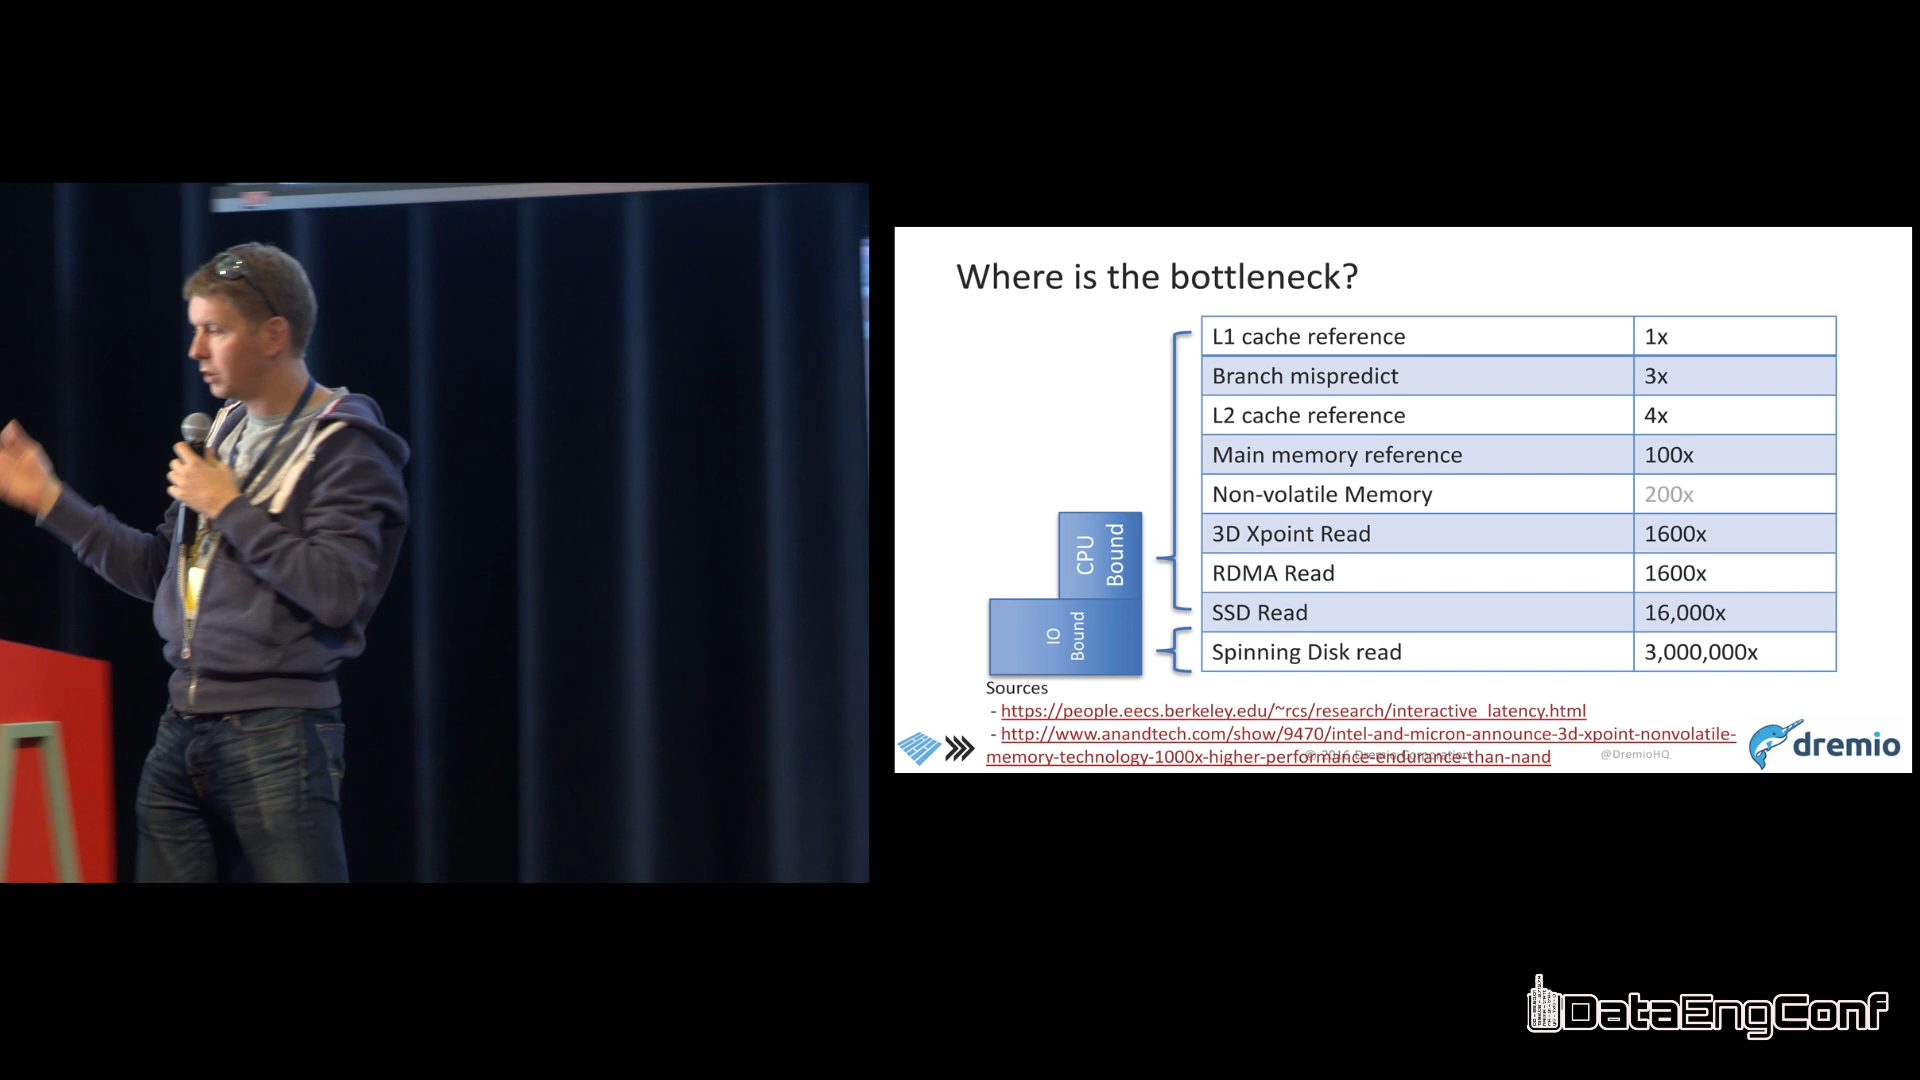 Where is the bottleneck?
L1 cache reference 1x
Branch mispredict 3x
L2 cache reference 4x
Main memory reference 100x
Non-volatile Memory 200x
3D Xpoint Read 1600x
RDMA Read 1600x
SSD Read 16,000x
Spinning Disk read 3,000,000x
CPU
Bound
IO
Bound
Sources
- https://people.eecs.berkeley.edu/~rcs/research/interactive_latency.html
- http://www.anandtech.com/show/9470/intel-and-micron-announce-3d-xpoint-nonvolatile-
memory-technology-1000x-higher-performance-endurance-than-nand
© 2016 Dremio Corporation
@DremioHQ
dremio
DataEngConf